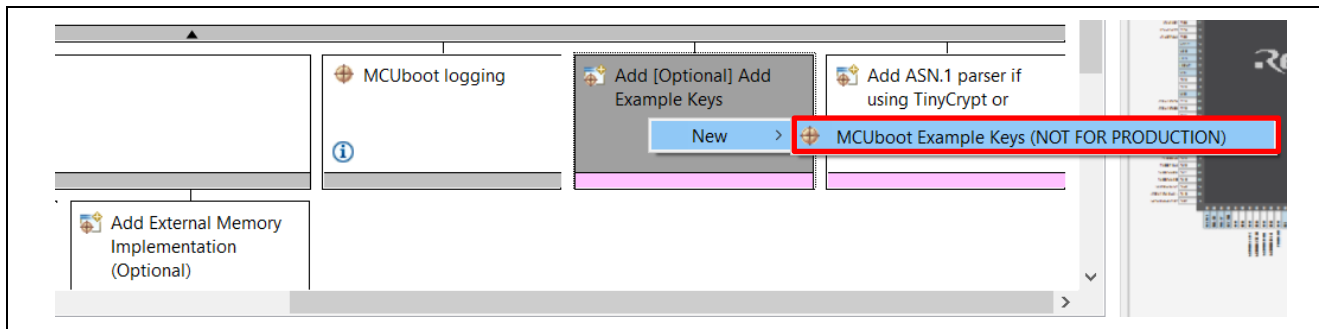 MCUboot logging
Add [Optional] Add
Example Keys
Add ASN.1 parser if
using TinyCrypt or
New
MCUboot Example Keys (NOT FOR PRODUCTION)
Add External Memory
Implementation
(Optional)